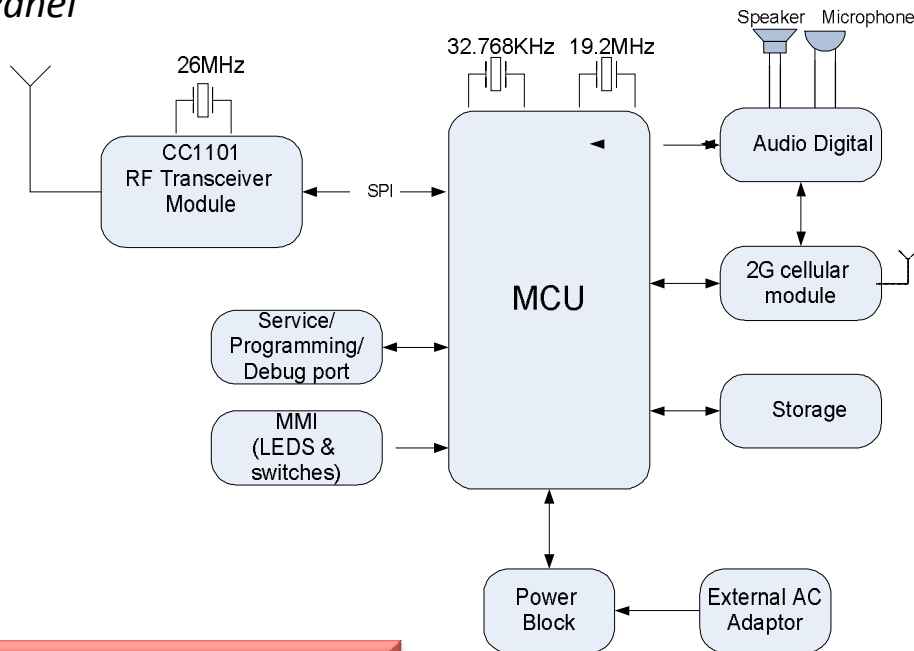 Panel
Speaker Microphone
32.768KHz 19.2MHz
26MHz
CC1101
RF Transceiver
Module
SPI
Audio Digital
MCU
2G cellular
module
Service/
Programming/
Debug port
Storage
MMI
(LEDS &
switches)
Power
Block
External AC
Adaptor